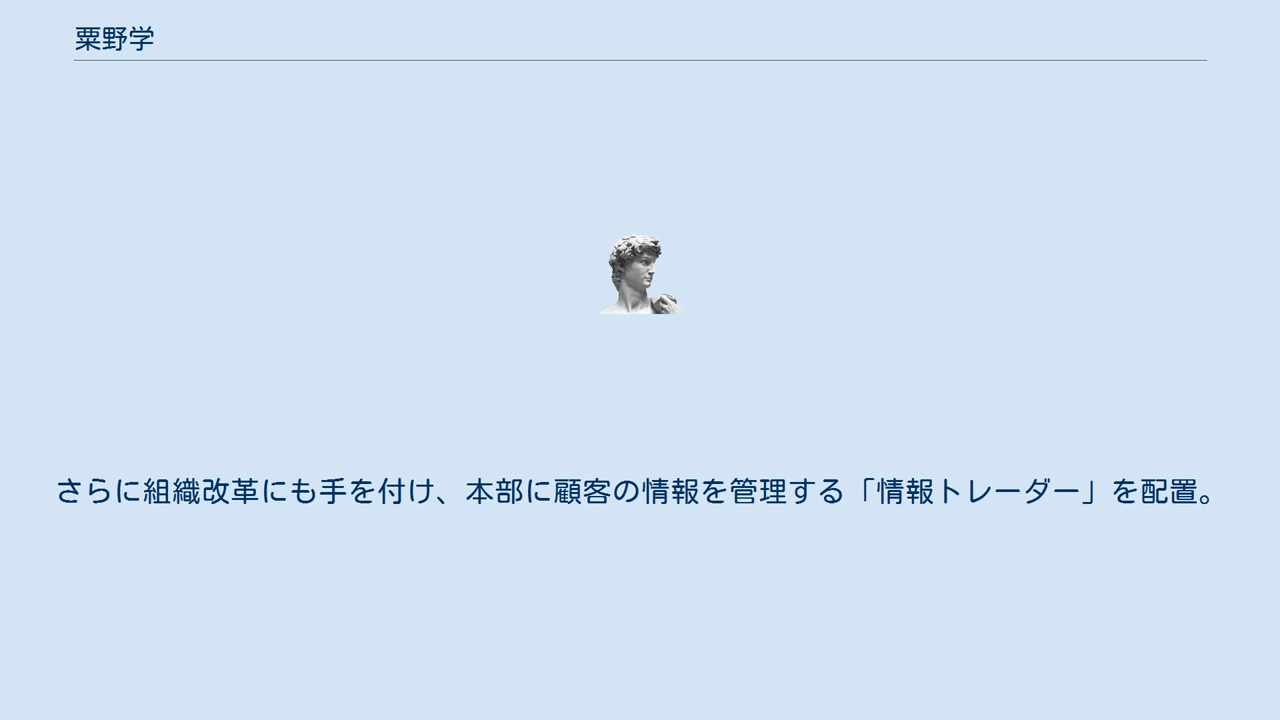 粟野学
さらに組織改革にも手を付け、本部に顧客の情報を管理する「情報トレーダー」を配置。